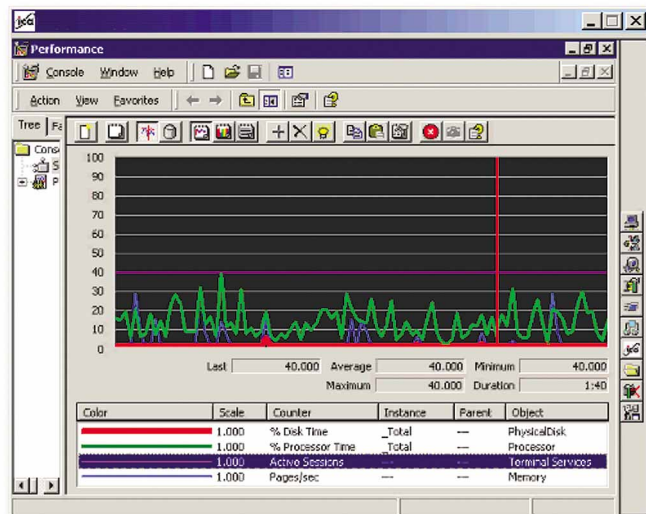 Performance
Console Window Help
Action View Favorites
Tree
100
90
80
70
60
50
40
30
20
10
0
Last 40.000 Average 40.000 Minimum 40.000
Maximum 40.000 Duration 1:40
Color Scale Counter Instance Parent Object
1.000 % Disk Time _Total --- PhysicalDisk
1.000 % Processor Time _Total --- Processor
1.000 Active Sessions --- --- Terminal Services
1.000 Pages/sec --- --- Memory